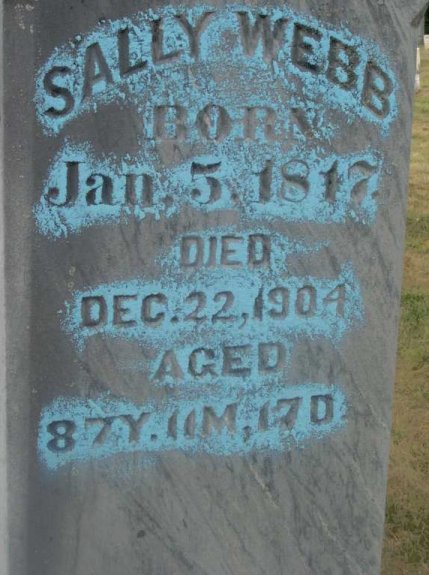 SALLY WEBB
BORN
Jan. 5. 1817.
DIED
DEC. 22, 1904
AGED
87Y. 11M, 17D